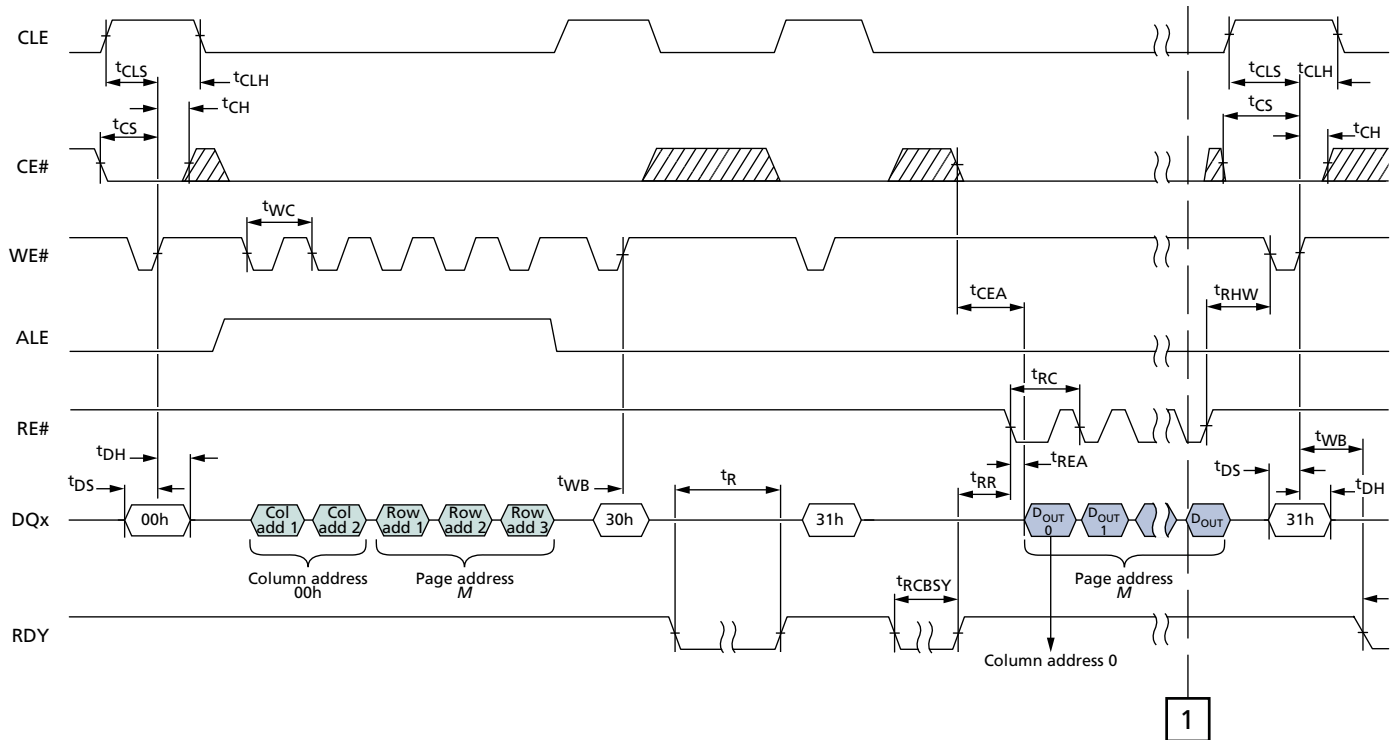 CLE
tCLS
tCLH
tCLS
tCLH
tCH
tCS
tCS
tCH
CE#
tWC
WE#
tCEA
tRHW
ALE
tRC
RE#
tDH
tREA
tWB
tDS
tWB
tR
tRR
tDS
tDH
DQx
00h
Col add 1
Col add 2
Row add 1
Row add 2
Row add 3
30h
31h
DOUT 0
DOUT 1
DOUT
31h
Column address
00h
Page address
M
tRCBSY
Page address
M
RDY
Column address 0
1